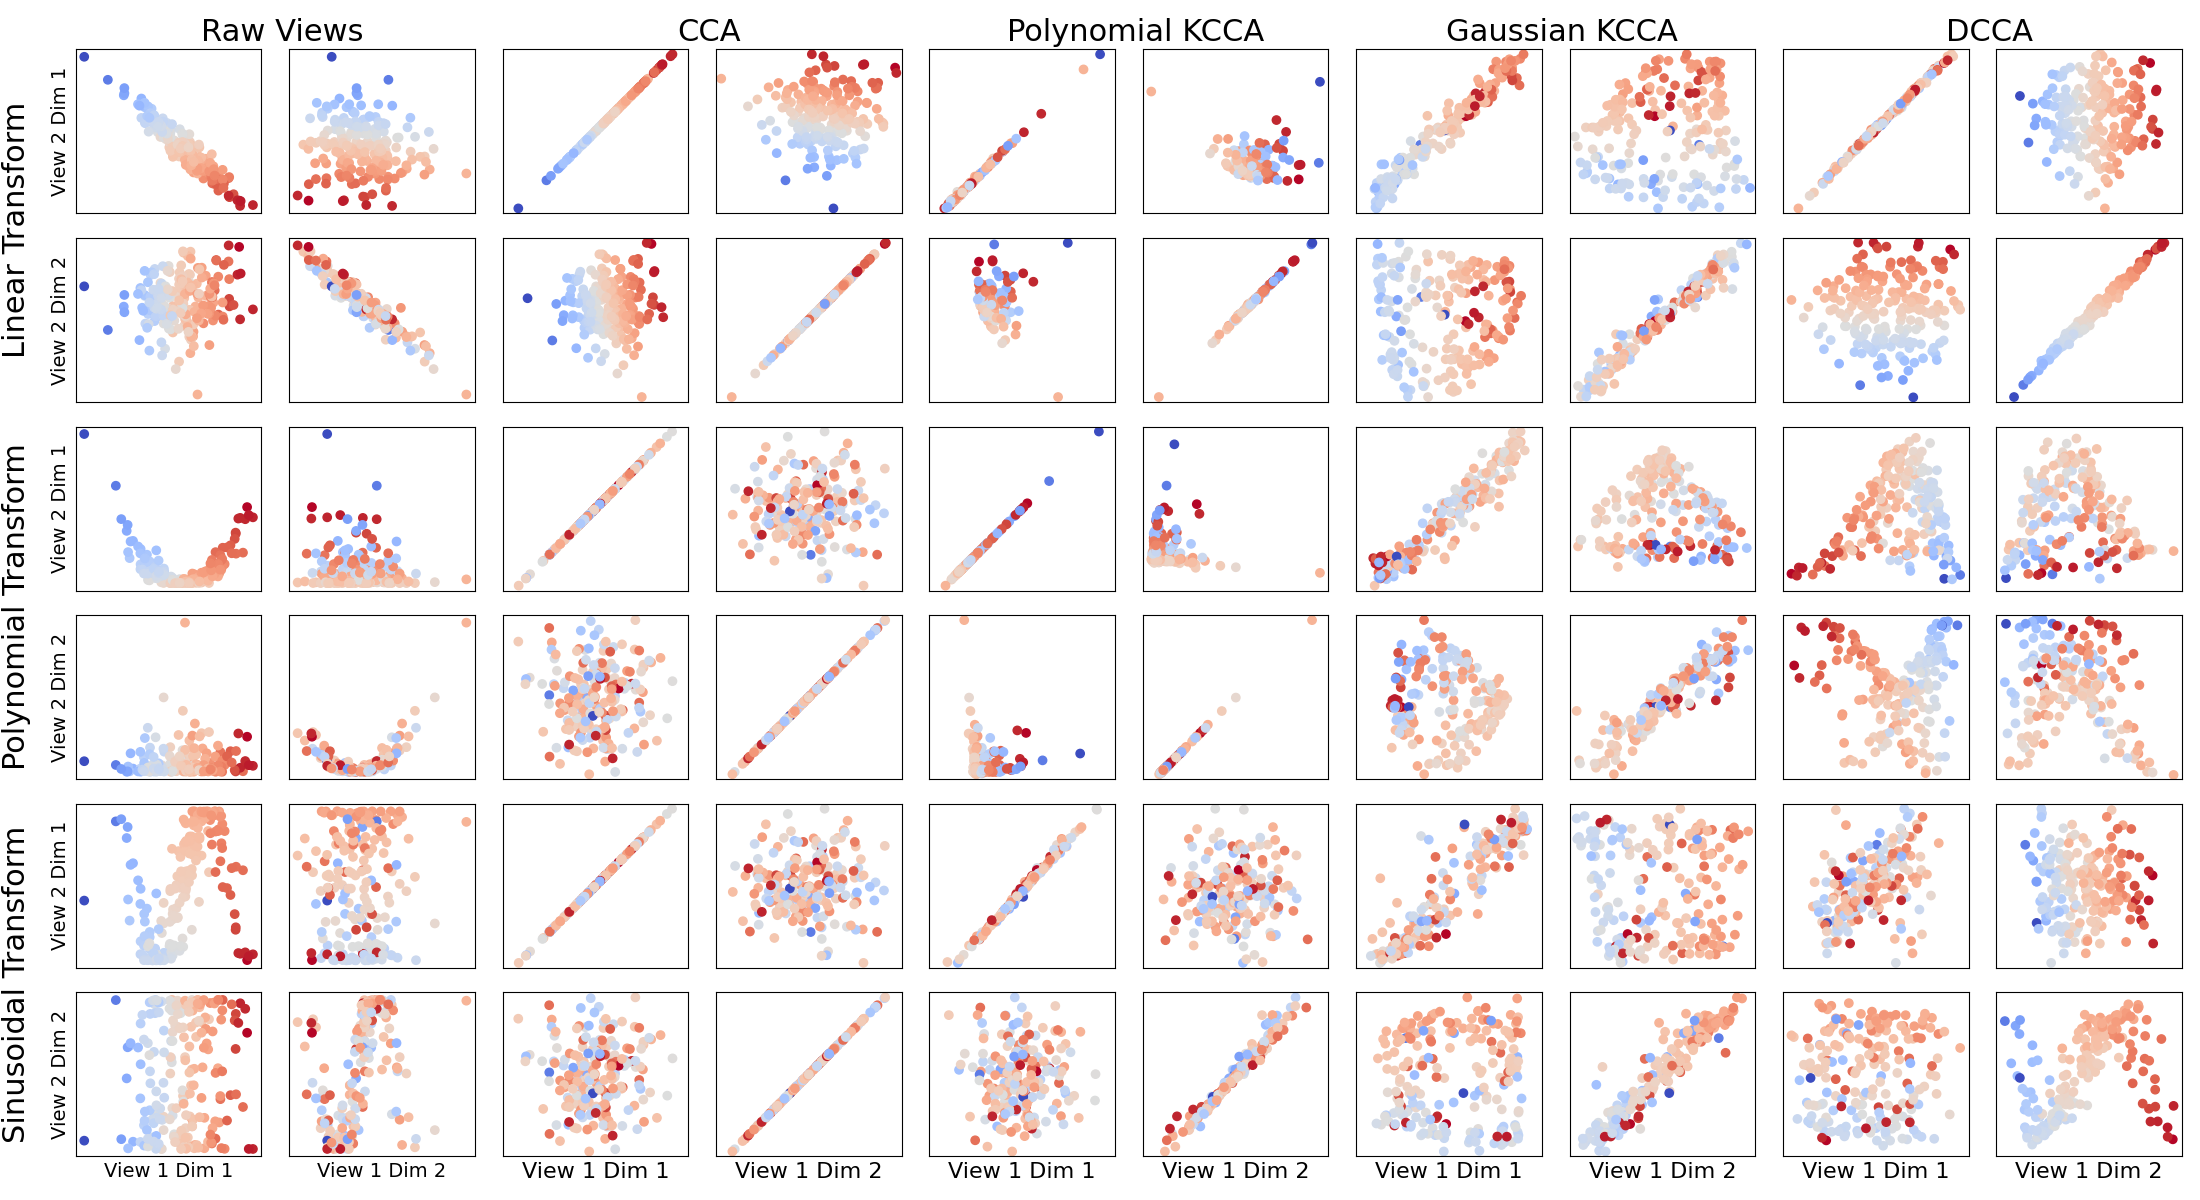 Raw Views
CCA
Polynomial KCCA
Gaussian KCCA
DCCA
Linear Transform
View 2 Dim 1
View 2 Dim 2
Polynomial Transform
View 2 Dim 1
View 2 Dim 2
Sinusoidal Transform
View 2 Dim 1
View 2 Dim 2
View 1 Dim 1
View 1 Dim 2
View 1 Dim 1
View 1 Dim 2
View 1 Dim 1
View 1 Dim 2
View 1 Dim 1
View 1 Dim 2
View 1 Dim 1
View 1 Dim 2